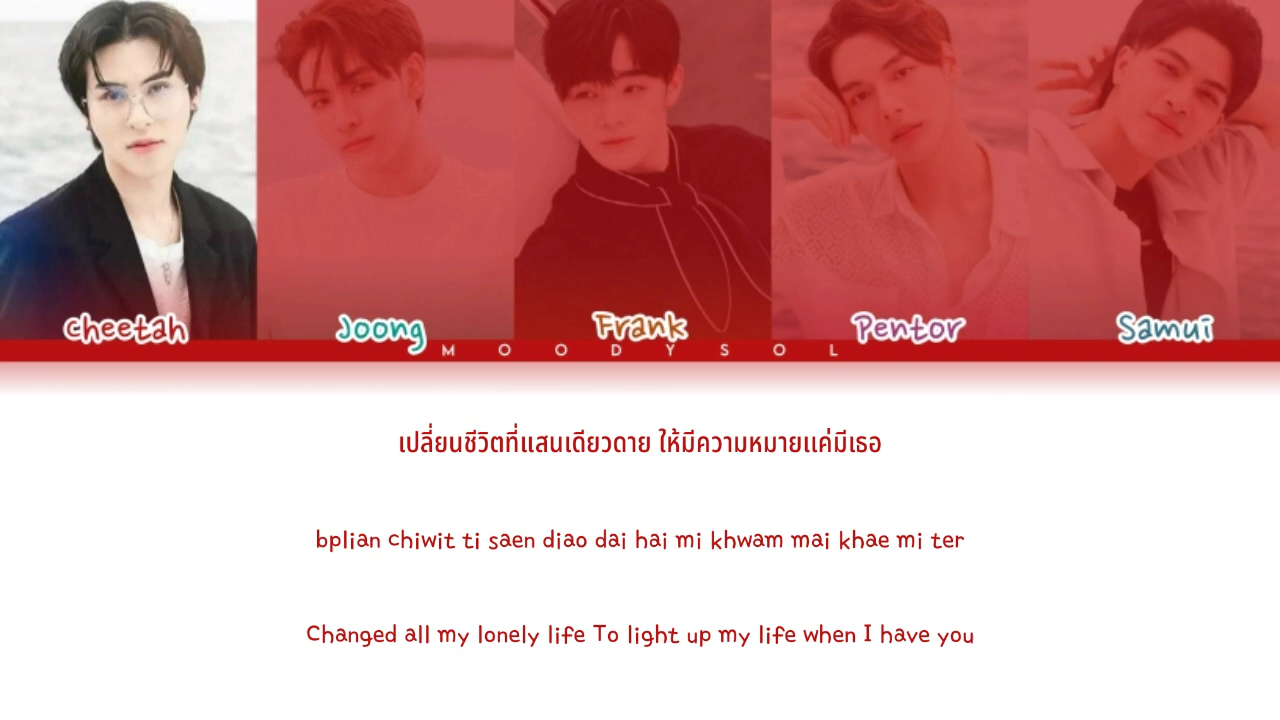 cheetah
Joong
Frank
Pentor
Samui
MOODYSOL
เปลี่ยนชีวิตที่แสนเดียวดาย ให้มีความหมายแค่มีเธอ
bplian chiwit ti saen diao dai hai mi khwam mai khae mi ter
Changed all my lonely life To light up my life when I have you